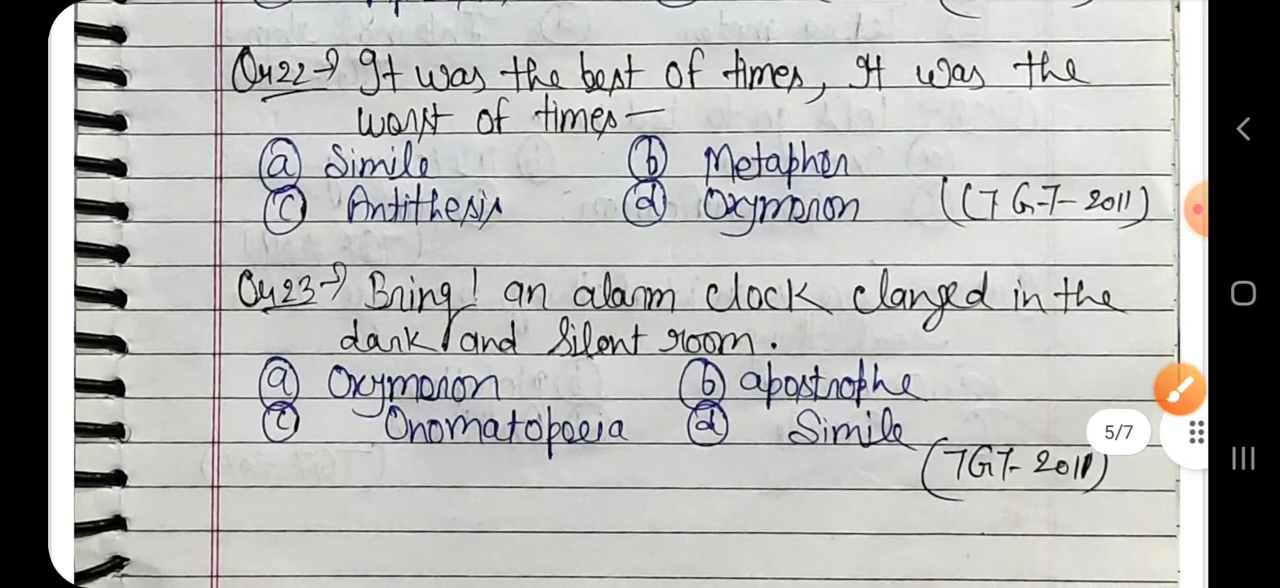 Qu22→ It was the best of times, It was the
worst of times—
(a) Simile (b) Metaphor
(c) Antithesis (d) Oxymoron (TGT-2011)
Qu23→ Bring! an alarm clock clanged in the
dark and silent room.
(a) Oxymoron (b) apostrophe
(c) Onomatopoeia (d) Simile
5/7
(TGT-2011)